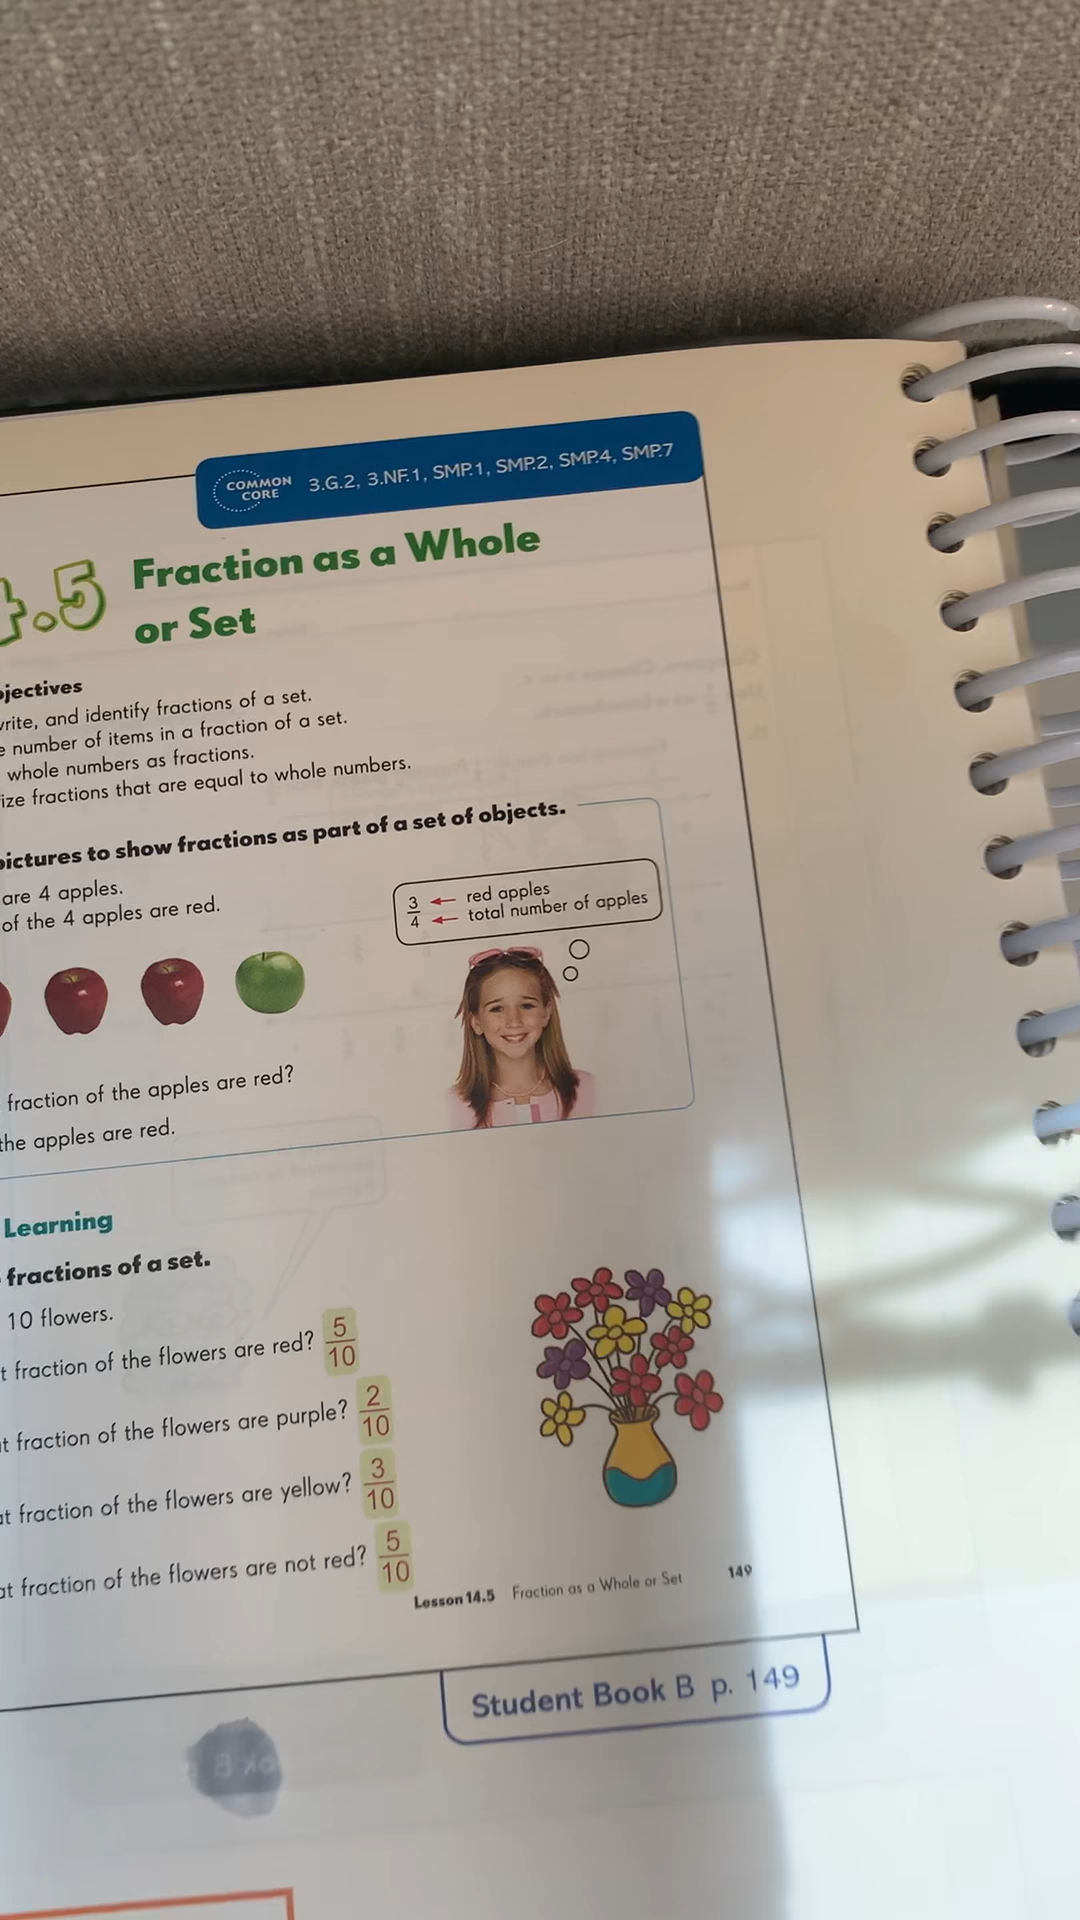 COMMON
CORE
3.G.2, 3.NF.1, SMP.1, SMP.2, SMP.4, SMP.7
.5 Fraction as a Whole
or Set
jectives
rite, and identify fractions of a set.
e number of items in a fraction of a set.
whole numbers as fractions.
ize fractions that are equal to whole numbers.
pictures to show fractions as part of a set of objects.
are 4 apples.
of the 4 apples are red.
3 ← red apples
4 ← total number of apples
fraction of the apples are red?
the apples are red.
Learning
fractions of a set.
10 flowers.
t fraction of the flowers are red? 5/10
t fraction of the flowers are purple? 2/10
at fraction of the flowers are yellow? 3/10
at fraction of the flowers are not red? 5/10
Lesson 14.5 Fraction as a Whole or Set 149
Student Book B p. 149